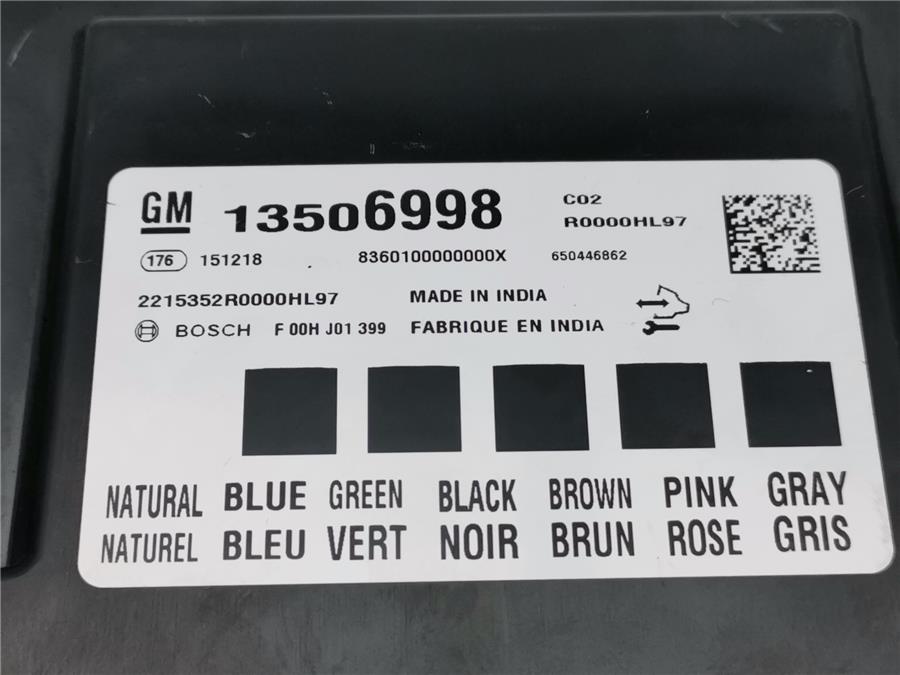 GM 13506998 C02
R0000HL97
176 151218 8360100000000X 650446862
2215352R0000HL97 MADE IN INDIA
BOSCH F 00H J01 399 FABRIQUE EN INDIA
NATURAL BLUE GREEN BLACK BROWN PINK GRAY
NATUREL BLEU VERT NOIR BRUN ROSE GRIS